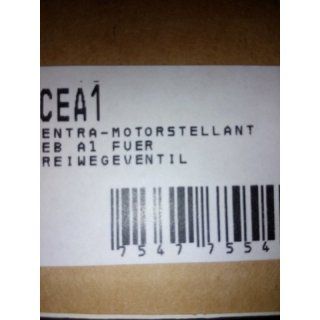 CEA1
ENTRA-MOTORSTELLANT
EB A1 FUER
REIWEGEVENTIL
7547 7554